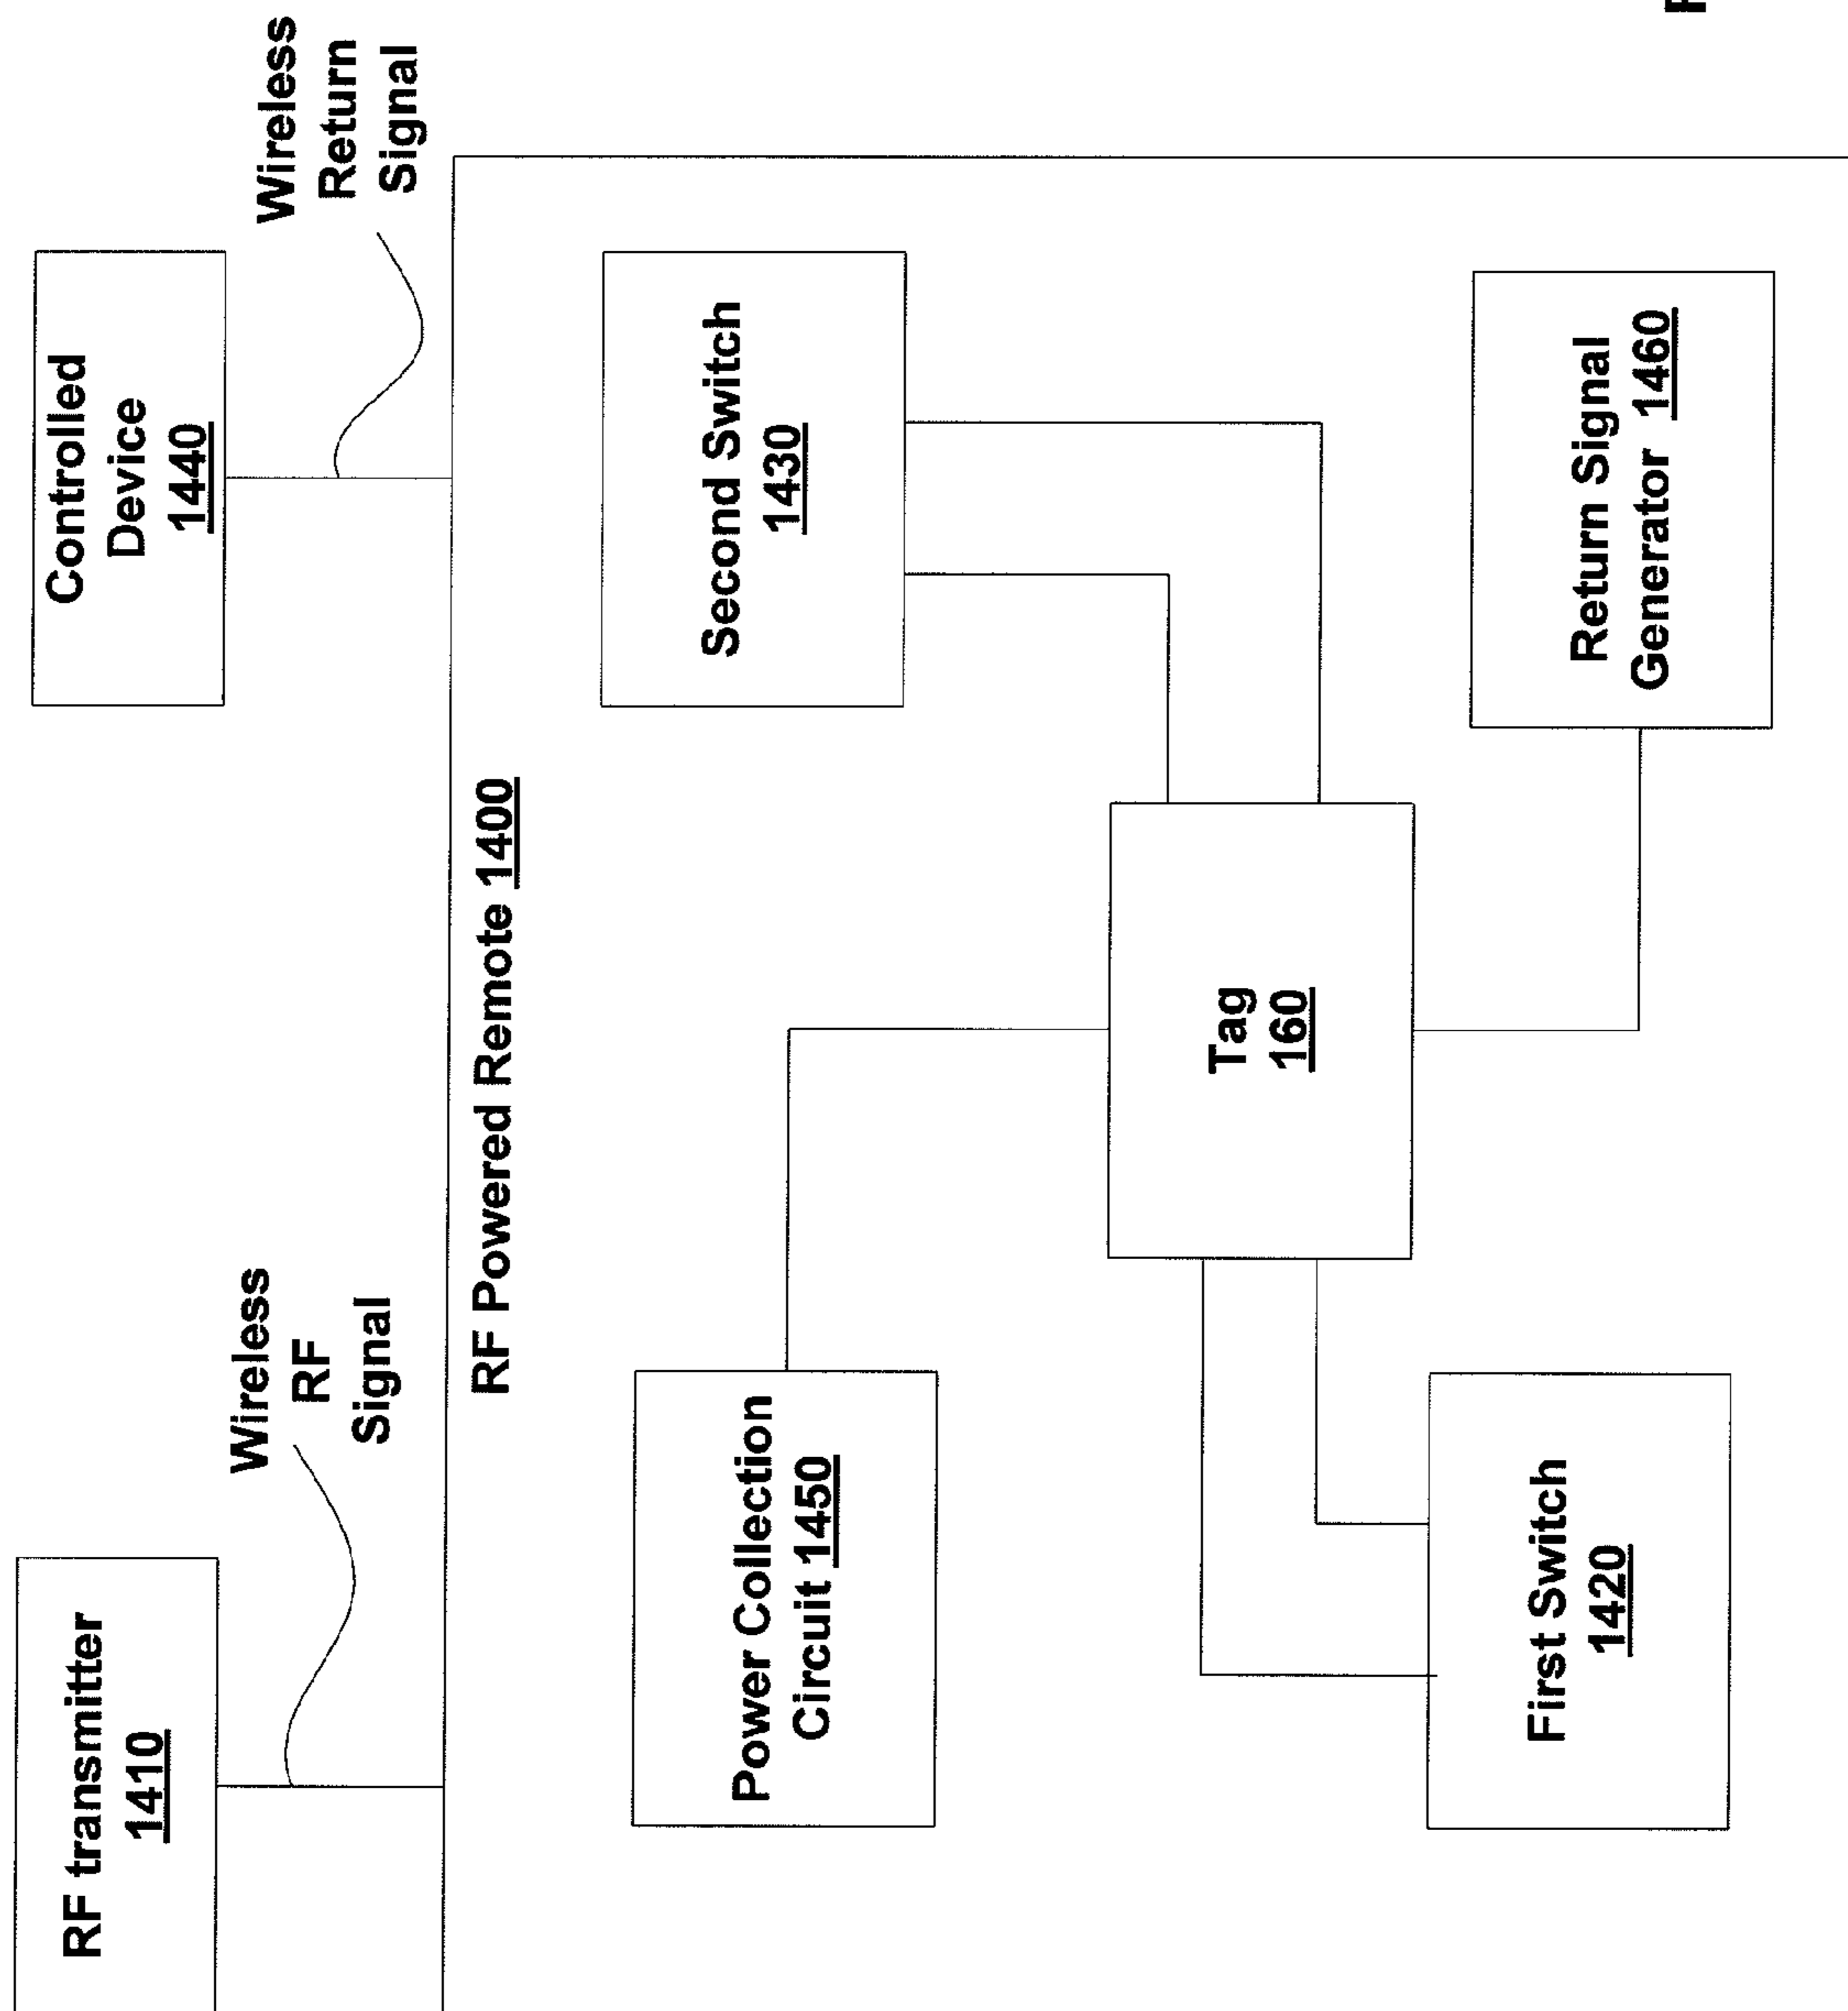 RF transmitter
1410
Wireless
RF
Signal
Controlled
Device
1440
Wireless
Return
Signal
RF Powered Remote 1400
Power Collection
Circuit 1450
Second Switch
1430
Tag
160
First Switch
1420
Return Signal
Generator 1460